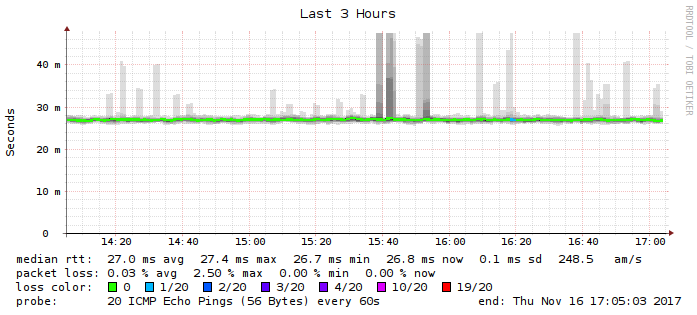 Last 3 Hours
RRDTOOL / TOBI OETIKER
Seconds
40 m
30 m
20 m
10 m
0
14:20 14:40 15:00 15:20 15:40 16:00 16:20 16:40 17:00
median rtt: 27.0 ms avg 27.4 ms max 26.7 ms min 26.8 ms now 0.1 ms sd 248.5 am/s
packet loss: 0.03 % avg 2.50 % max 0.00 % min 0.00 % now
loss color: 0 1/20 2/20 3/20 4/20 10/20 19/20
probe: 20 ICMP Echo Pings (56 Bytes) every 60s end: Thu Nov 16 17:05:03 2017